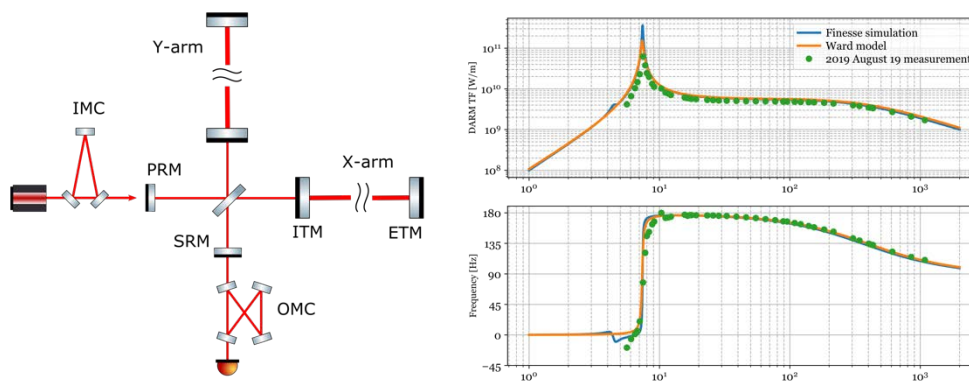 Y-arm
IMC
PRM
X-arm
SRM
ITM
ETM
OMC
DARM TF [W/m]
10¹¹
10¹⁰
10⁹
10⁸
Finesse simulation
Ward model
2019 August 19 measurement
10⁰ 10¹ 10² 10³
Frequency [Hz]
180
135
90
45
0
-45
10⁰ 10¹ 10² 10³